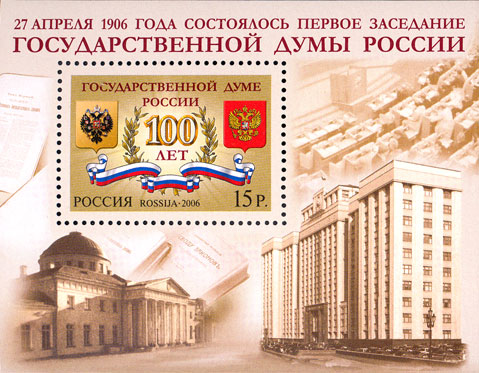 27 АПРЕЛЯ 1906 ГОДА СОСТОЯЛОСЬ ПЕРВОЕ ЗАСЕДАНИЕ
ГОСУДАРСТВЕННОЙ ДУМЫ РОССИИ
ГОСУДАРСТВЕННОЙ ДУМЕ
РОССИИ
100
ЛЕТ
РОССИЯ ROSSIJA·2006 15 Р.